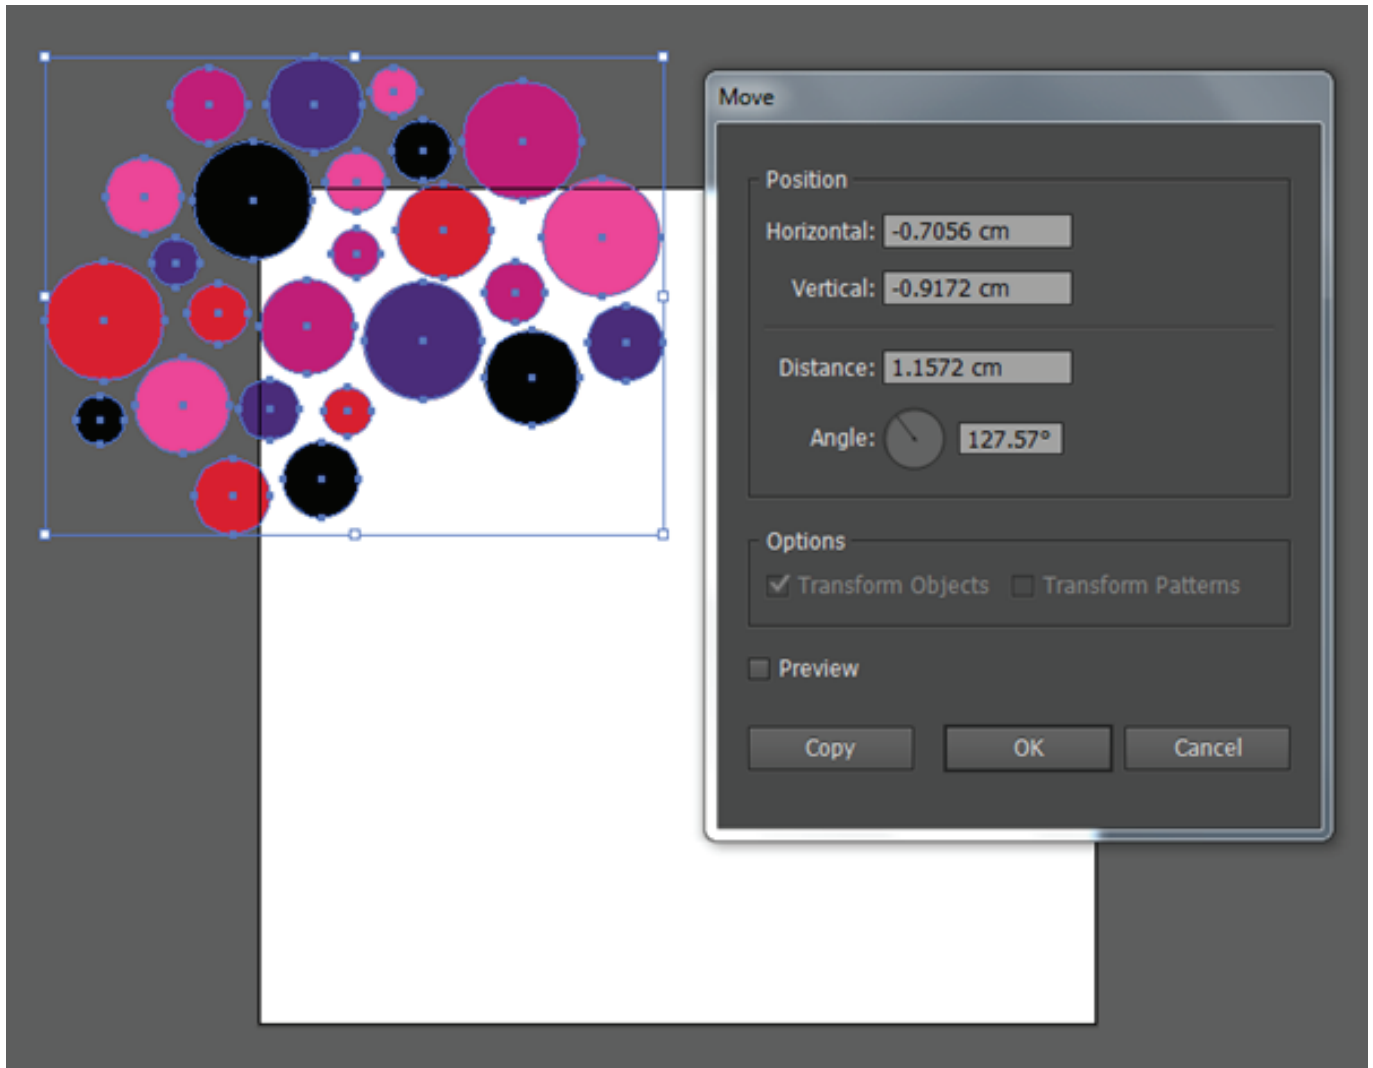 Move
Position
Horizontal: -0.7056 cm
Vertical: -0.9172 cm
Distance: 1.1572 cm
Angle: 127.57°
Options
Transform Objects Transform Patterns
Preview
Copy OK Cancel